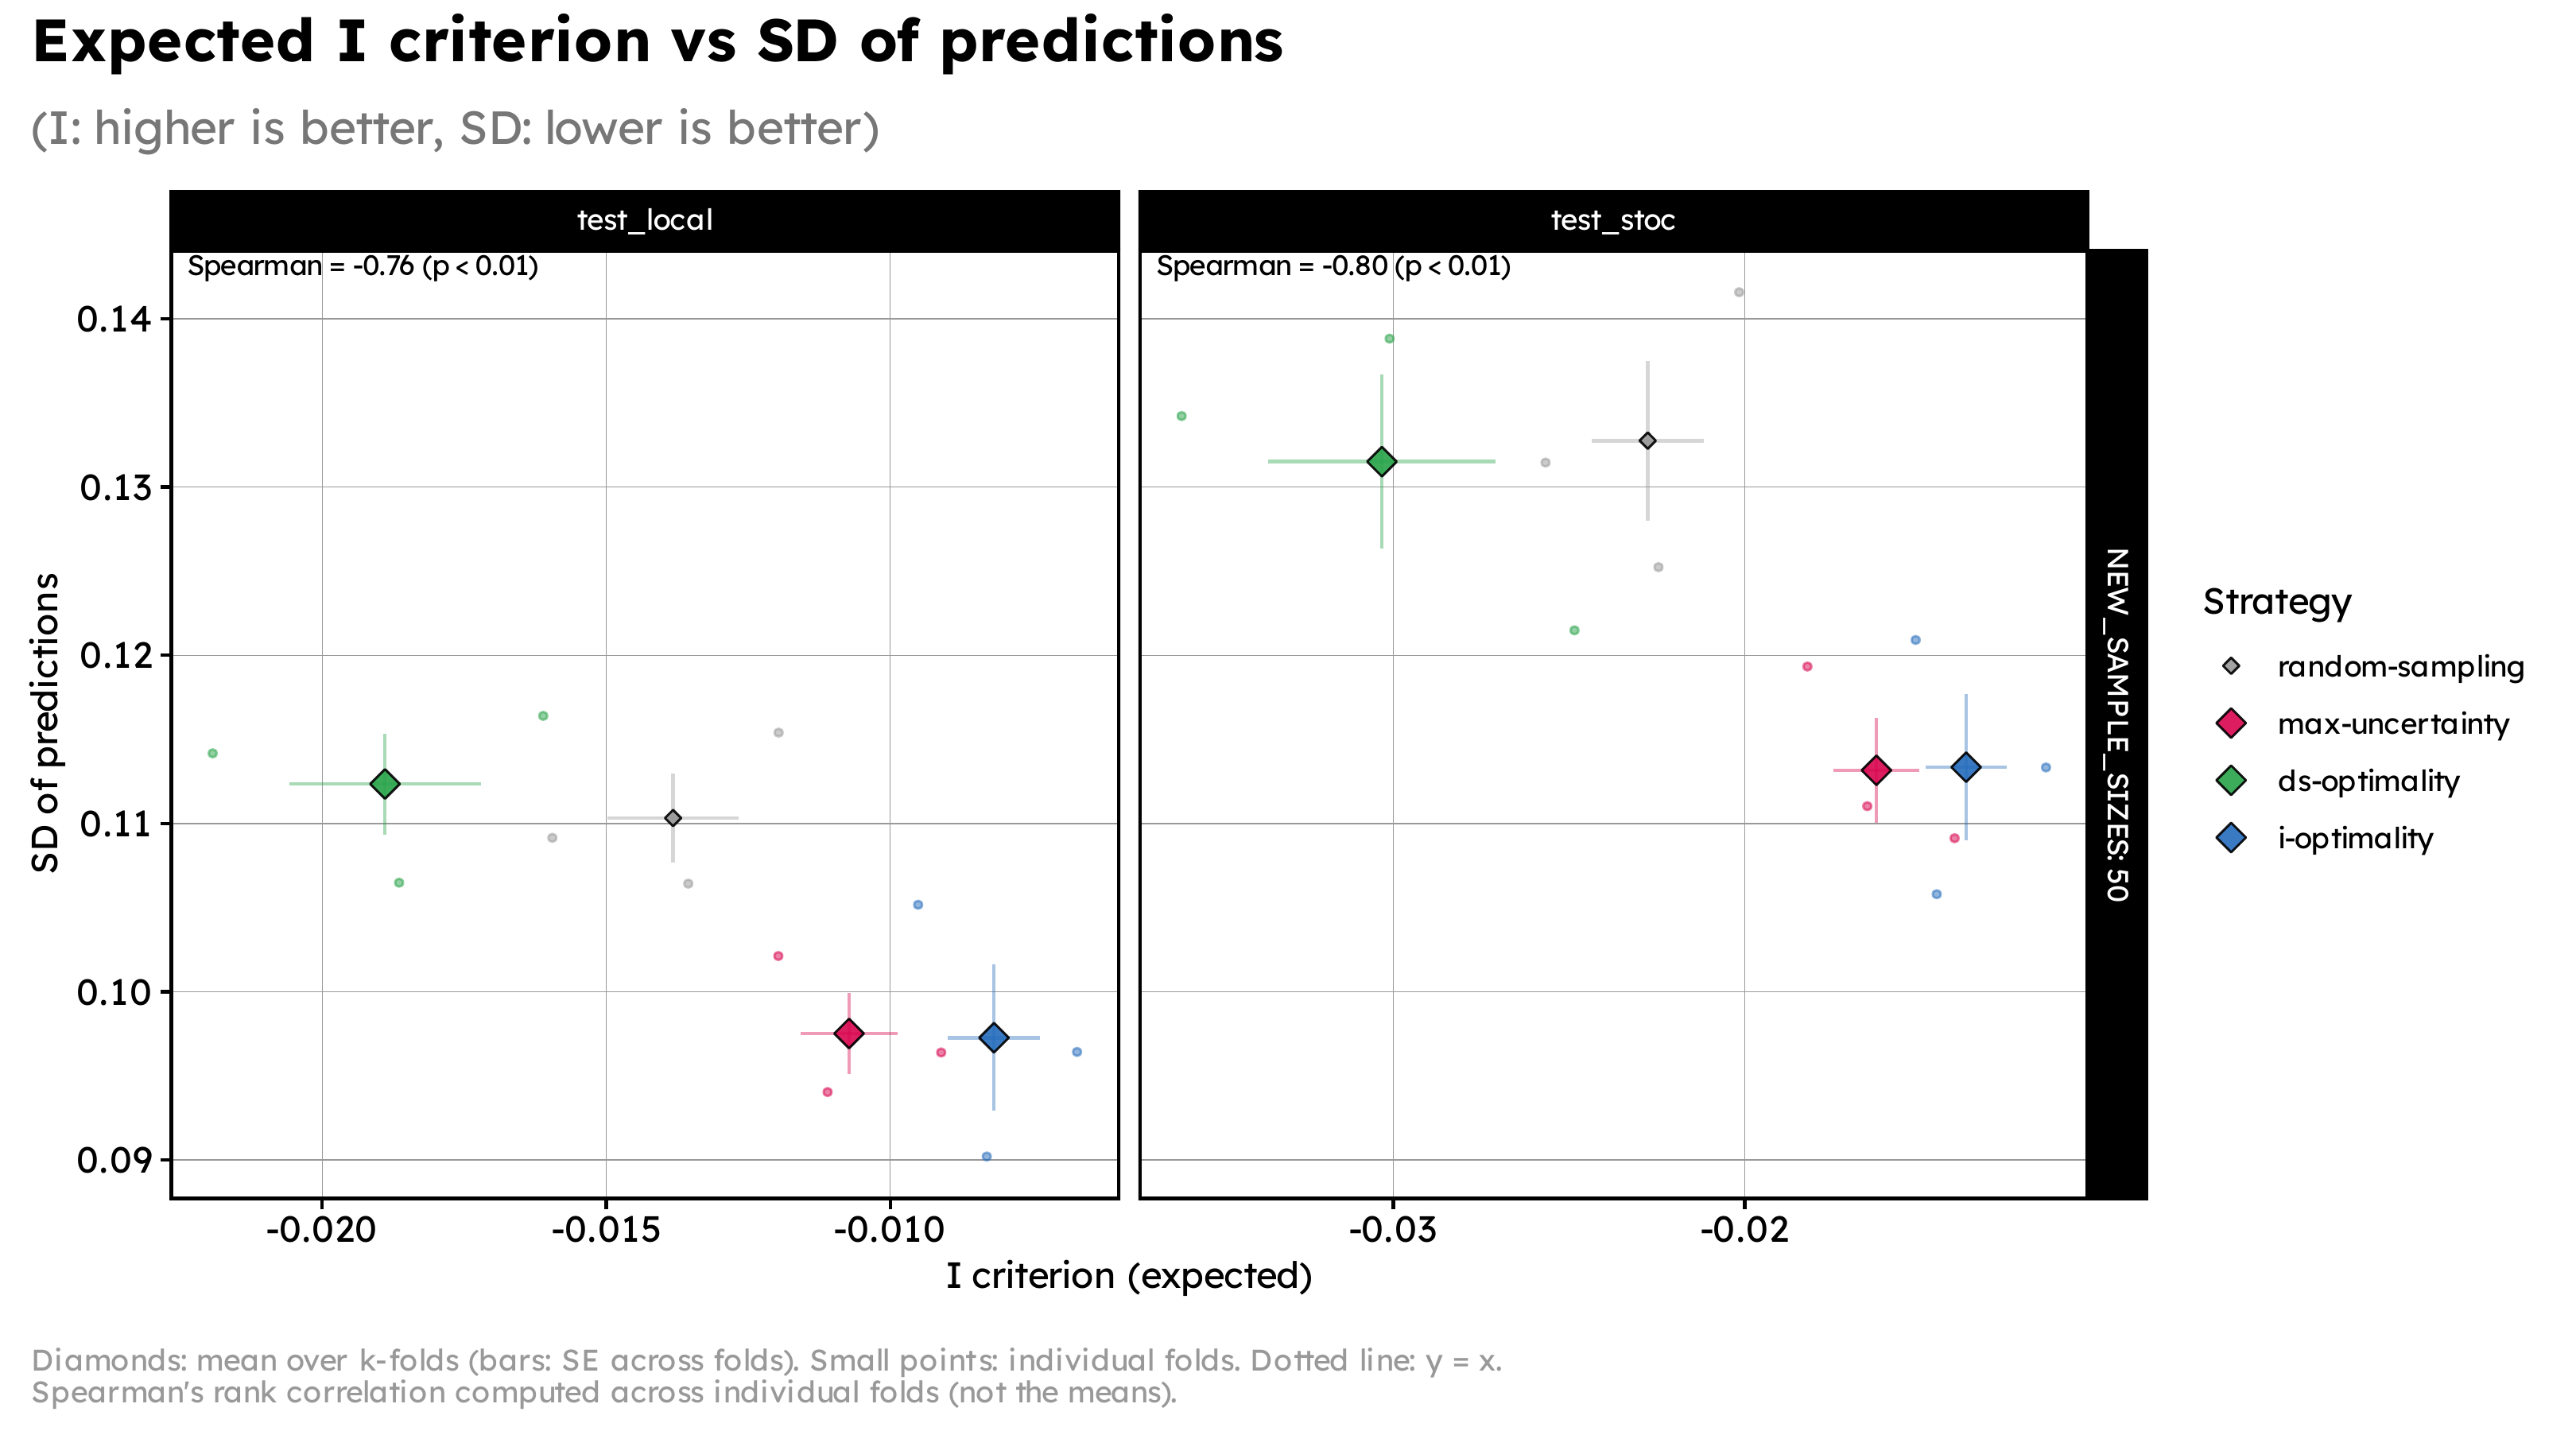 Expected I criterion vs SD of predictions
(I: higher is better, SD: lower is better)
test_local
test_stoc
Spearman = -0.76 (p < 0.01)
Spearman = -0.80 (p < 0.01)
NEW_SAMPLE_SIZES: 50
SD of predictions
0.14
0.13
0.12
0.11
0.10
0.09
-0.020
-0.015
-0.010
-0.03
-0.02
I criterion (expected)
Strategy
random-sampling
max-uncertainty
ds-optimality
i-optimality
Diamonds: mean over k-folds (bars: SE across folds). Small points: individual folds. Dotted line: y = x.
Spearman's rank correlation computed across individual folds (not the means).